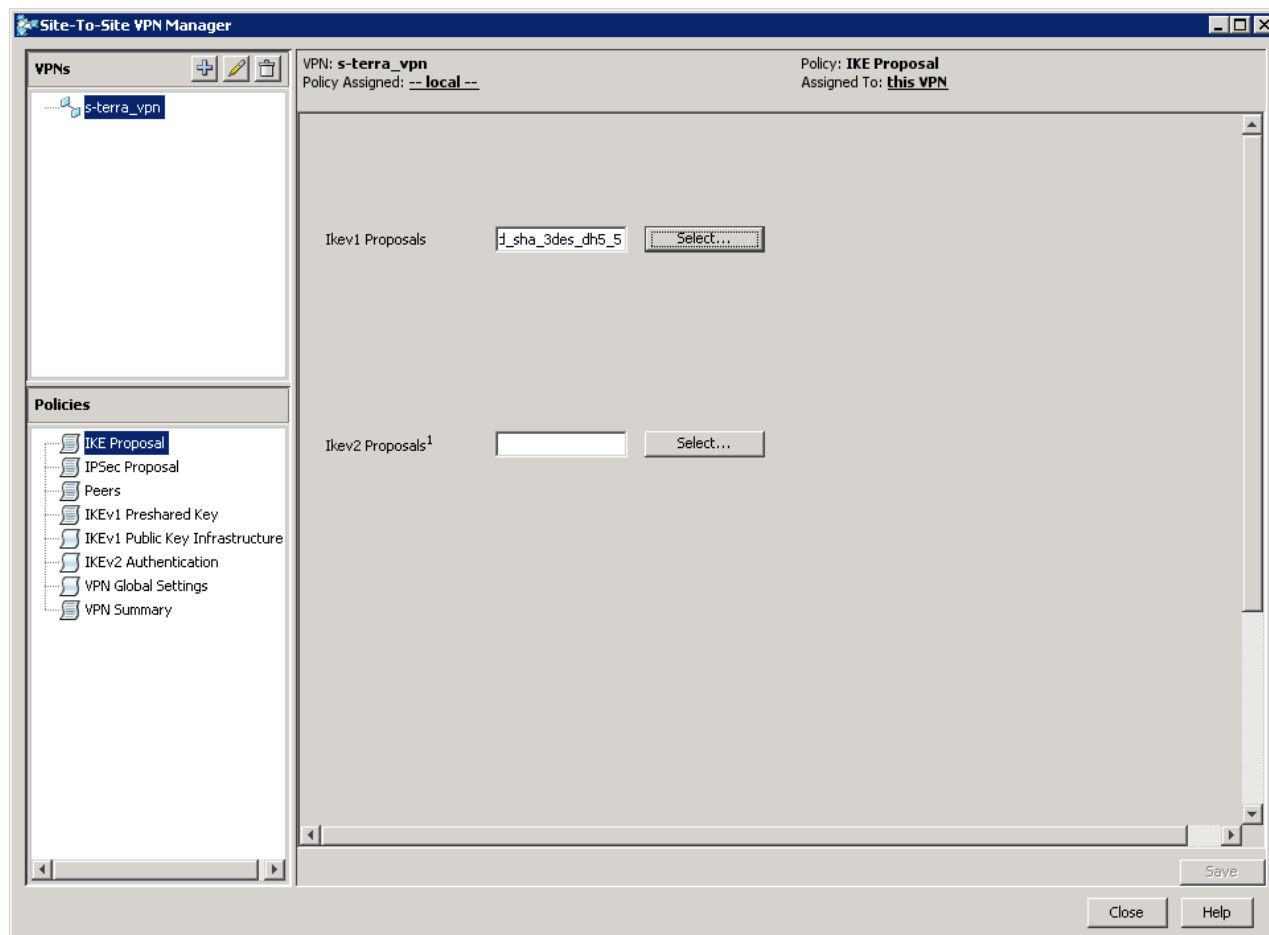 Site-To-Site VPN Manager
VPNs
s-terra_vpn
VPN: s-terra_vpn
Policy Assigned: -- local --
Policy: IKE Proposal
Assigned To: this VPN
Ikev1 Proposals
_sha_3des_dh5_5
Select...
Ikev2 Proposals1
Select...
Policies
IKE Proposal
IPSec Proposal
Peers
IKEv1 Preshared Key
IKEv1 Public Key Infrastructure
IKEv2 Authentication
VPN Global Settings
VPN Summary
Save
Close
Help